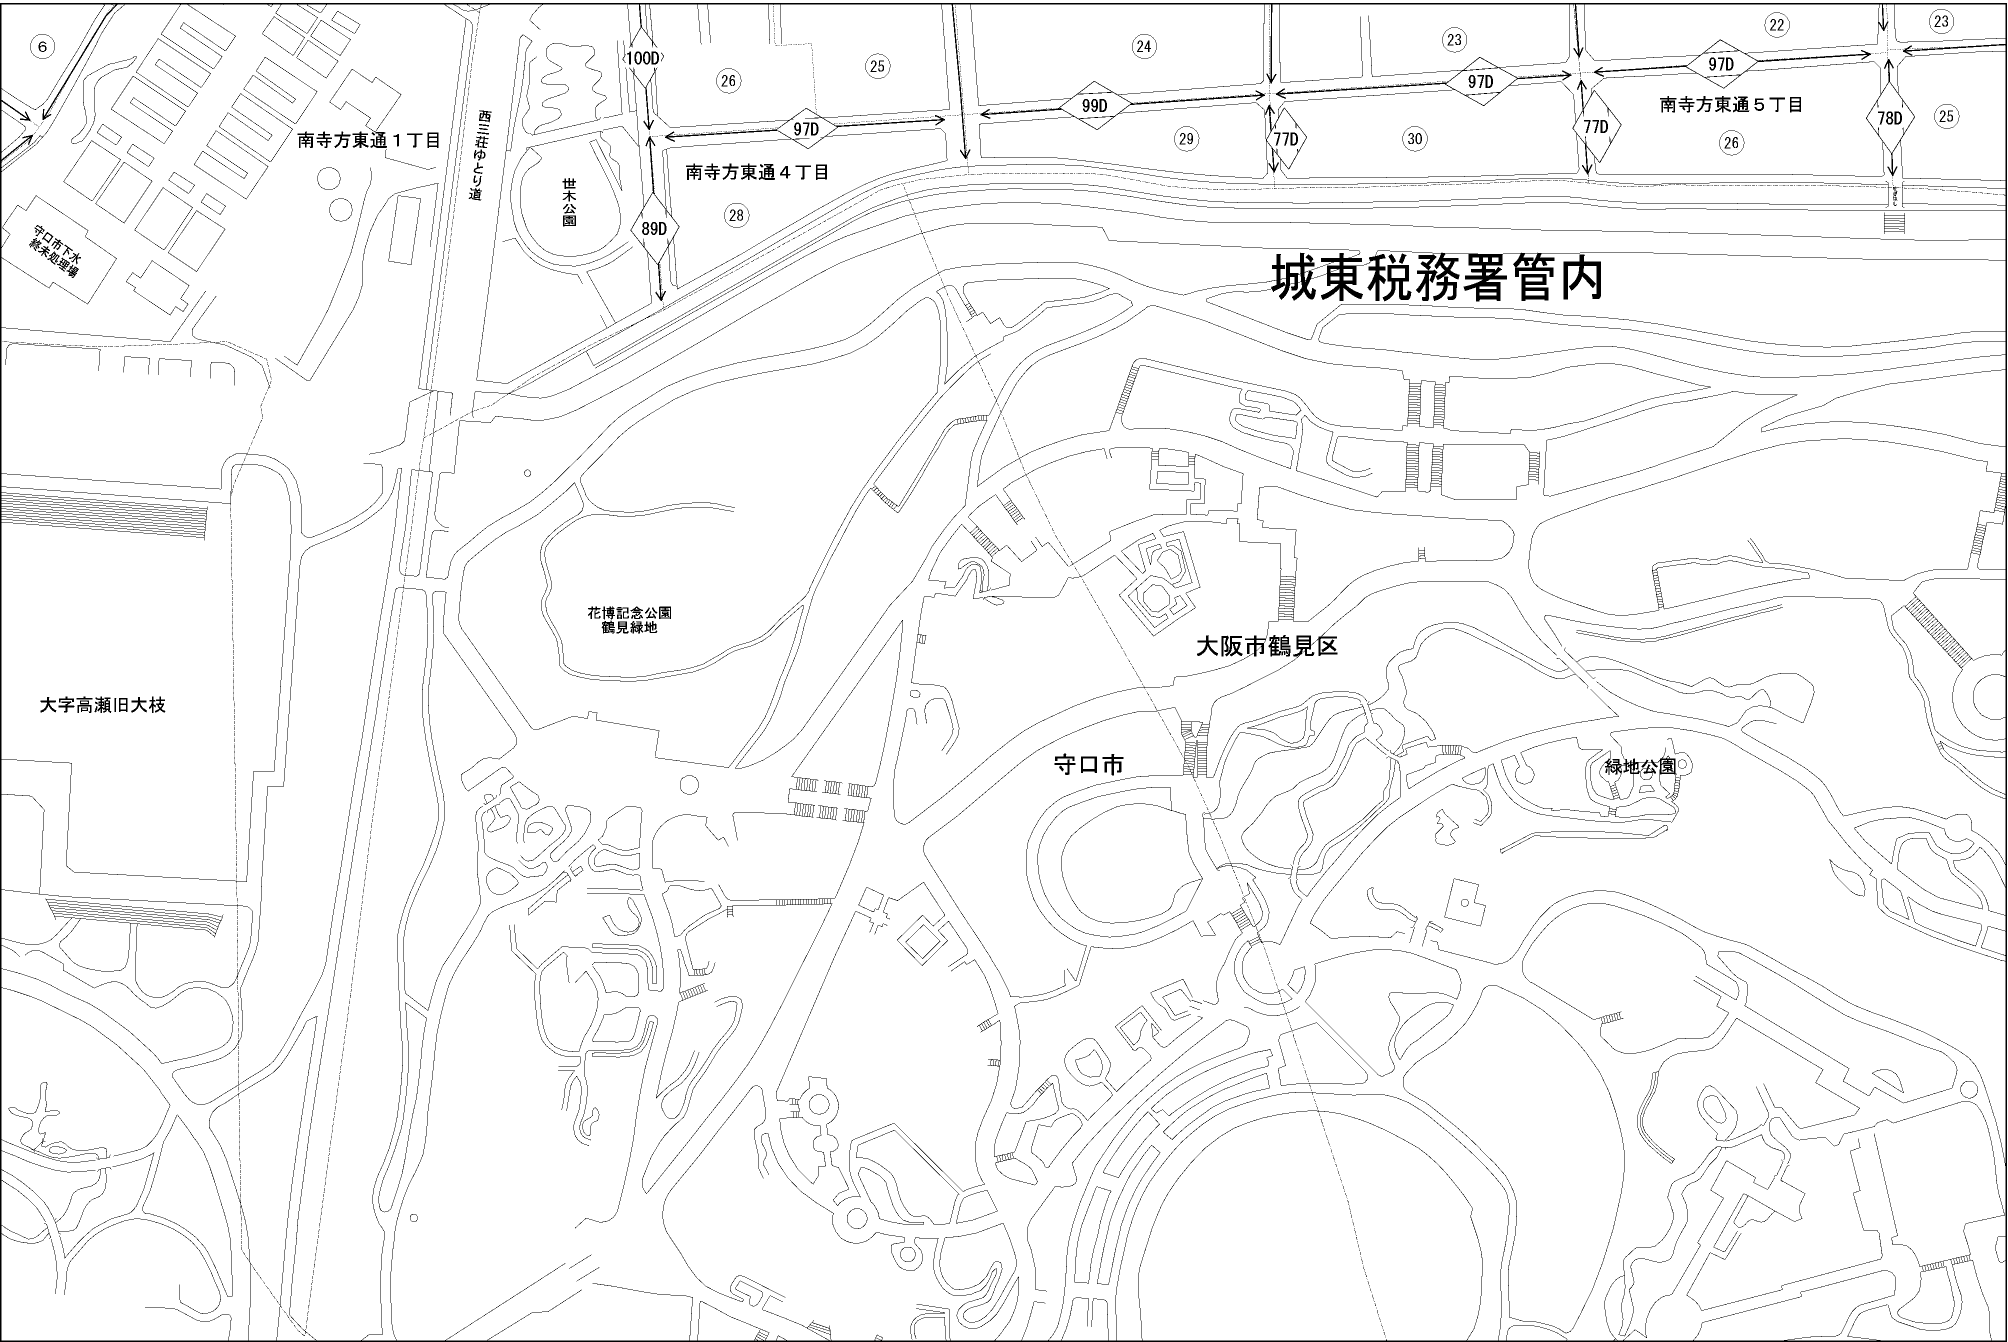 6
23
22
23
24
25
26
100D
97D
99D
97D
97D
南寺方東通5丁目
78D
25
77D
77D
29
30
26
南寺方東通1丁目
西三荘ゆとり道
南寺方東通4丁目
世木公園
28
89D
守口市下水
終末処理場
城東税務署管内
花博記念公園
鶴見緑地
大阪市鶴見区
大字高瀬旧大枝
守口市
緑地公園